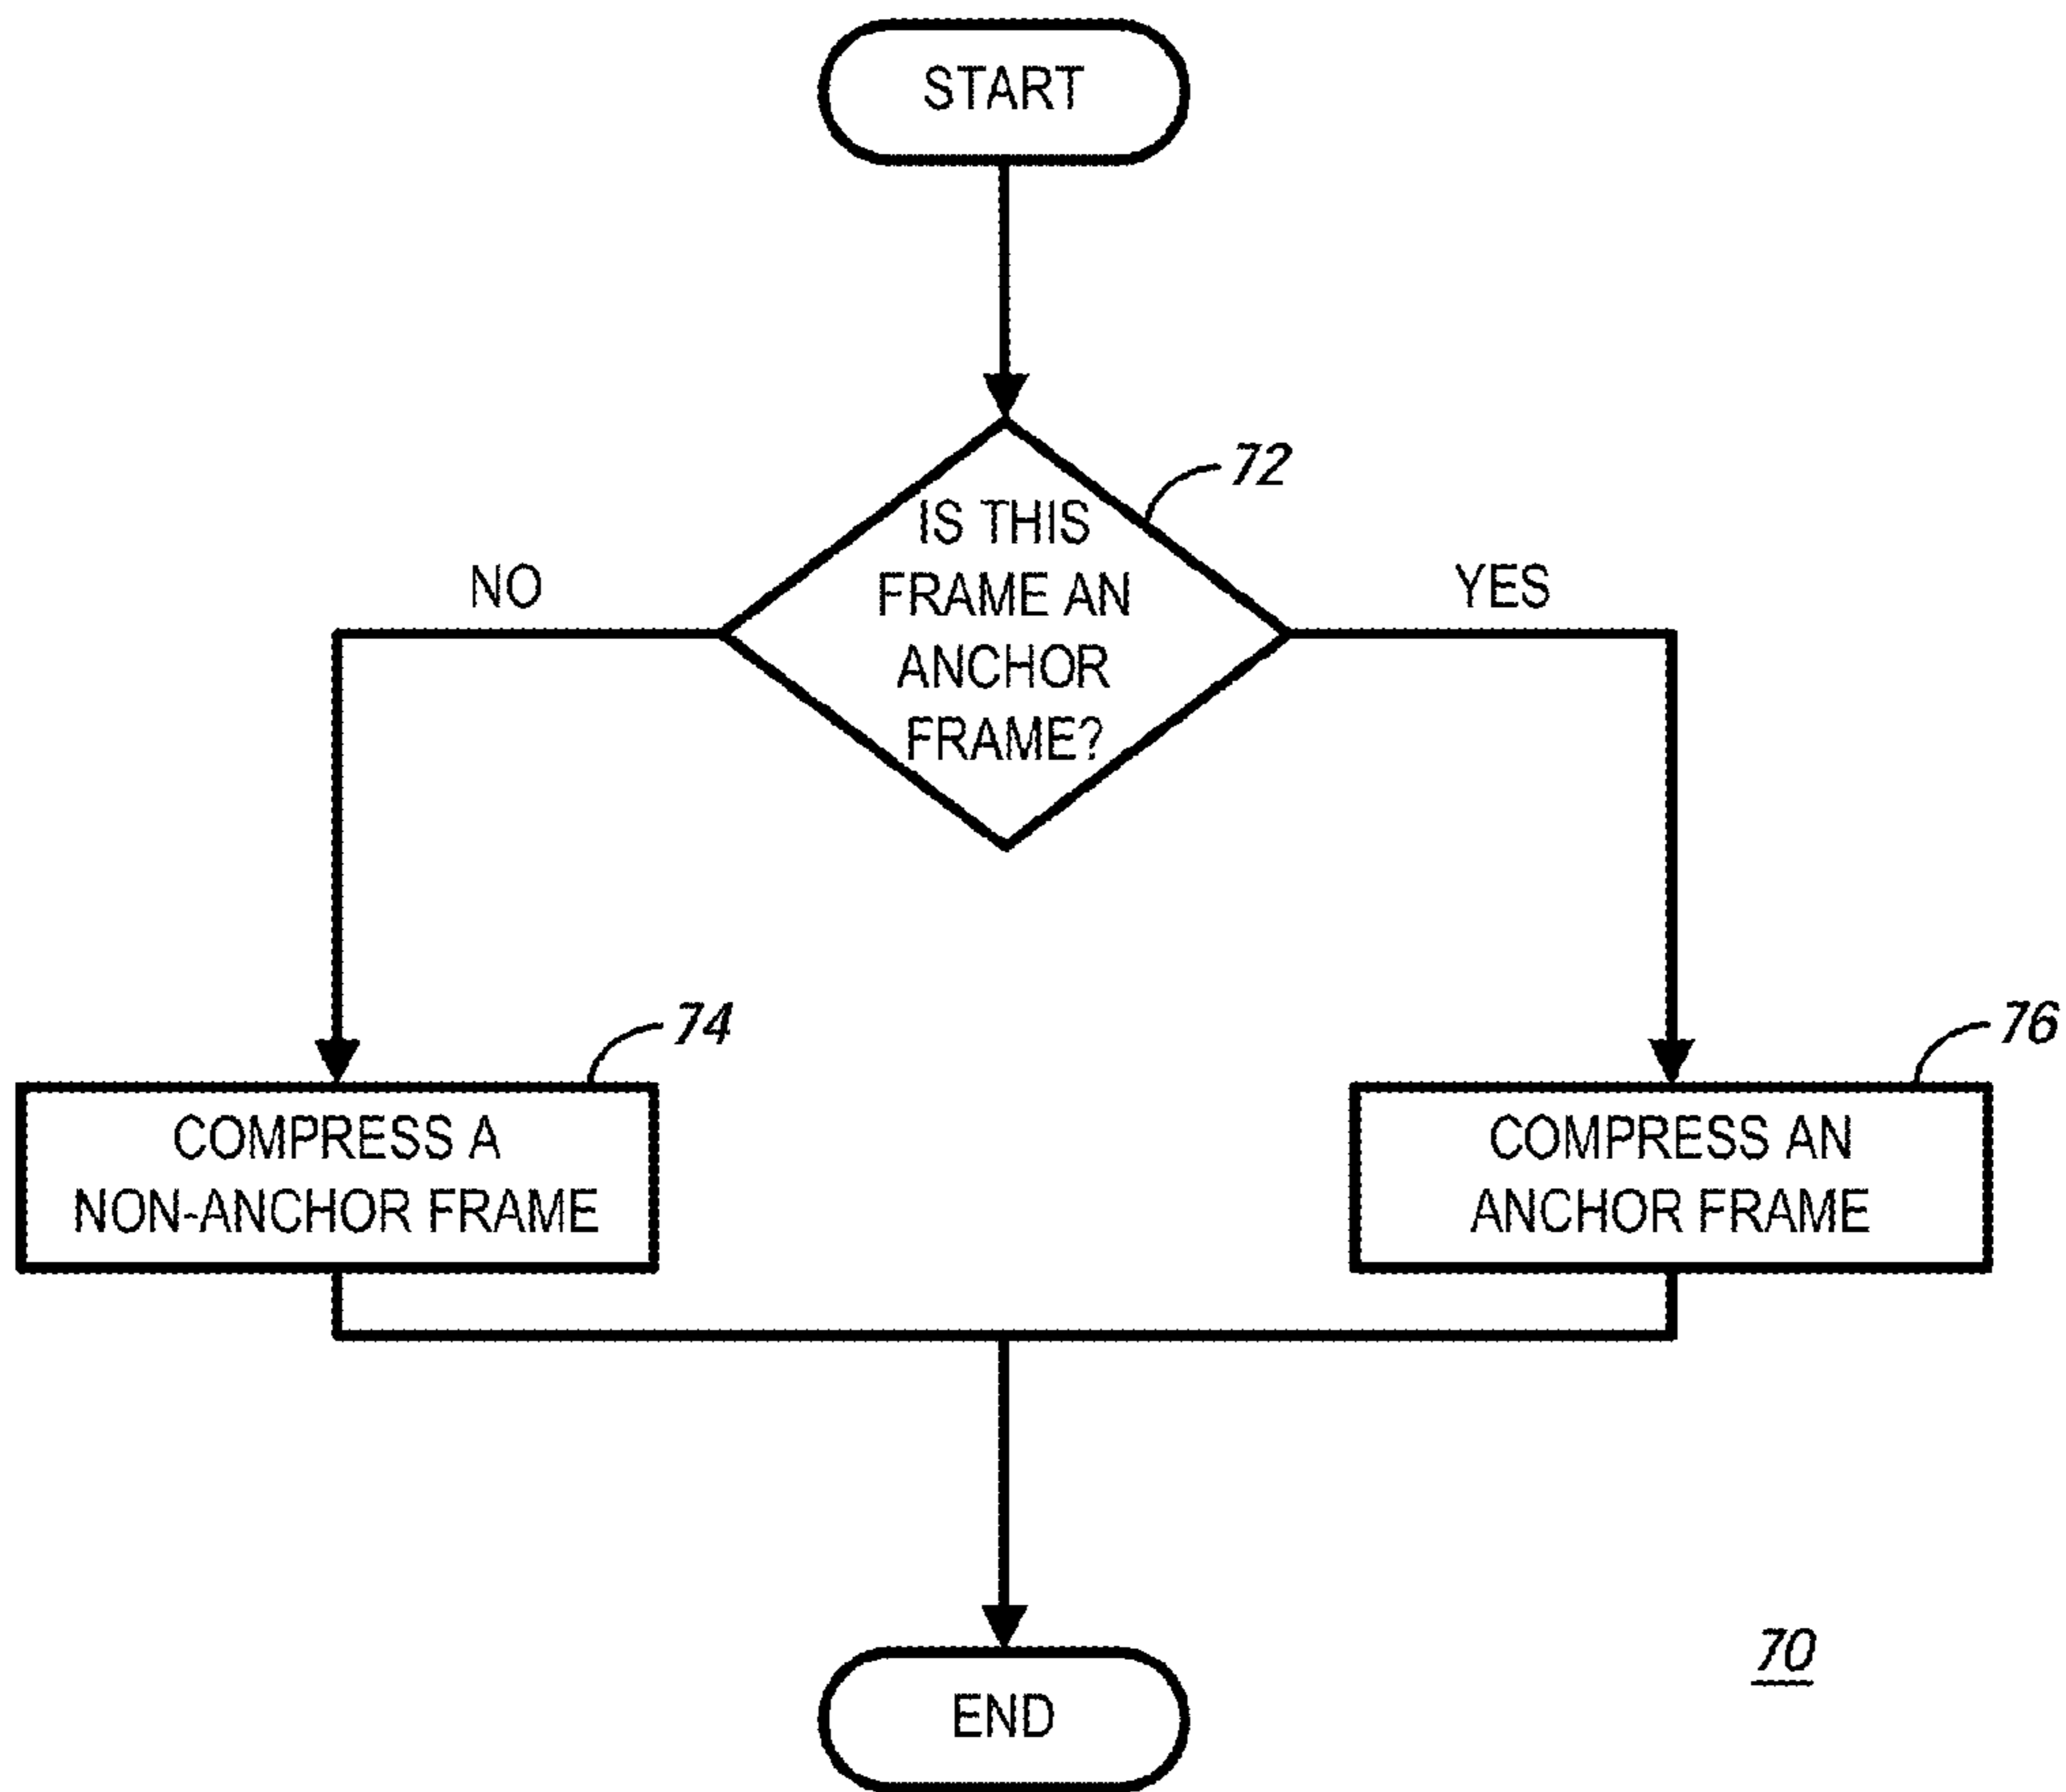 START
72
IS THIS
FRAME AN
ANCHOR
FRAME?
NO
YES
74
COMPRESS A
NON-ANCHOR FRAME
76
COMPRESS AN
ANCHOR FRAME
70
END